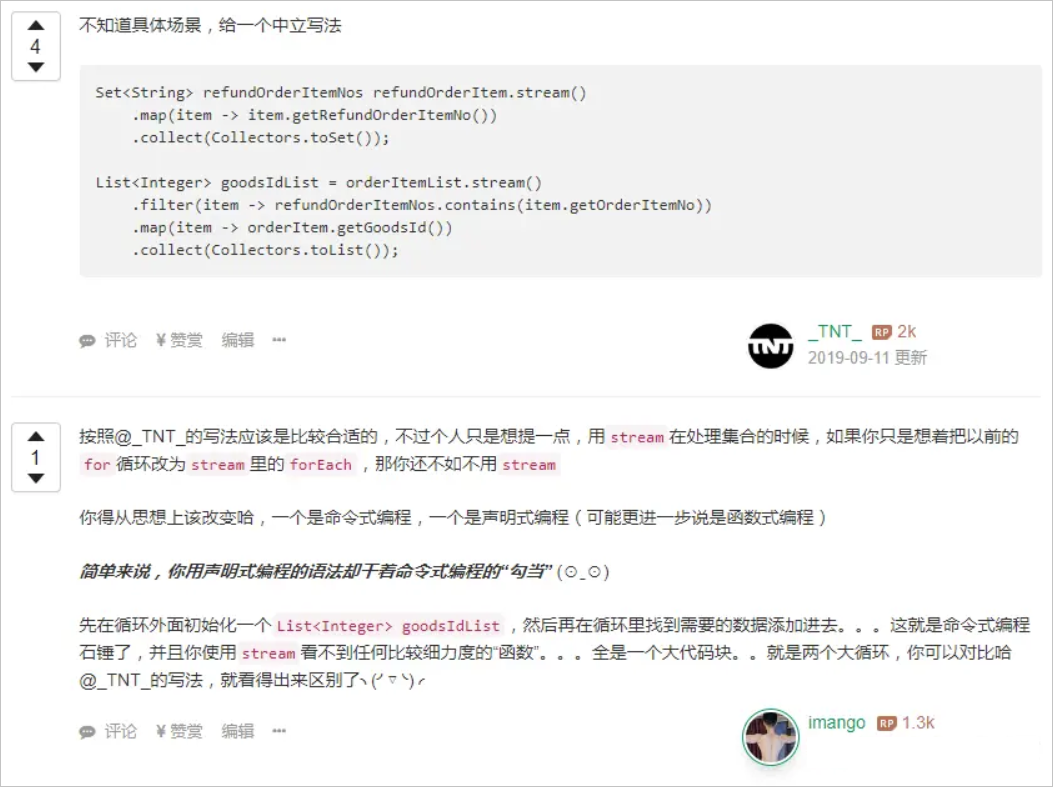 4
不知道具体场景，给一个中立写法
Set<String> refundOrderItemNos refundOrderItem.stream()
    .map(item -> item.getRefundOrderItemNo())
    .collect(Collectors.toSet());
List<Integer> goodsIdList = orderItemList.stream()
    .filter(item -> refundOrderItemNos.contains(item.getOrderItemNo))
    .map(item -> orderItem.getGoodsId())
    .collect(Collectors.toList());
评论 ¥ 赞赏 编辑 •••
TNT
_TNT_ RP 2k
2019-09-11 更新
1
按照@_TNT_的写法应该是比较合适的，不过个人只是想提一点，用 stream 在处理集合的时候，如果你只是想着把以前的
for 循环改为 stream 里的 forEach ，那你还不如不用 stream
你得从思想上该改变哈，一个是命令式编程，一个是声明式编程（可能更进一步说是函数式编程）
简单来说，你用声明式编程的语法却干着命令式编程的“勾当” (⊙_⊙)
先在循环外面初始化一个 List<Integer> goodsIdList ，然后再在循环里找到需要的数据添加进去。。。这就是命令式编程
石锤了，并且你使用 stream 看不到任何比较细力度的“函数”。。。全是一个大代码块。。就是两个大循环，你可以对比哈
@_TNT_的写法，就看得出来区别了ヽ(′▽`)╭
评论 ¥ 赞赏 编辑 •••
imango RP 1.3k